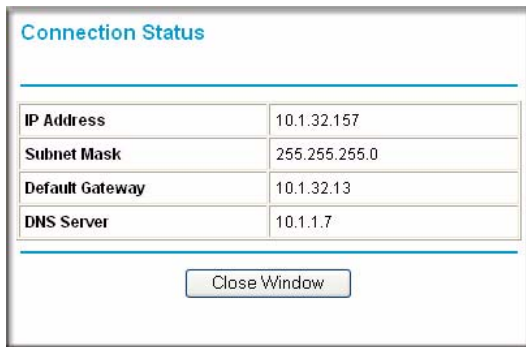 Connection Status
IP Address 10.1.32.157
Subnet Mask 255.255.255.0
Default Gateway 10.1.32.13
DNS Server 10.1.1.7
Close Window